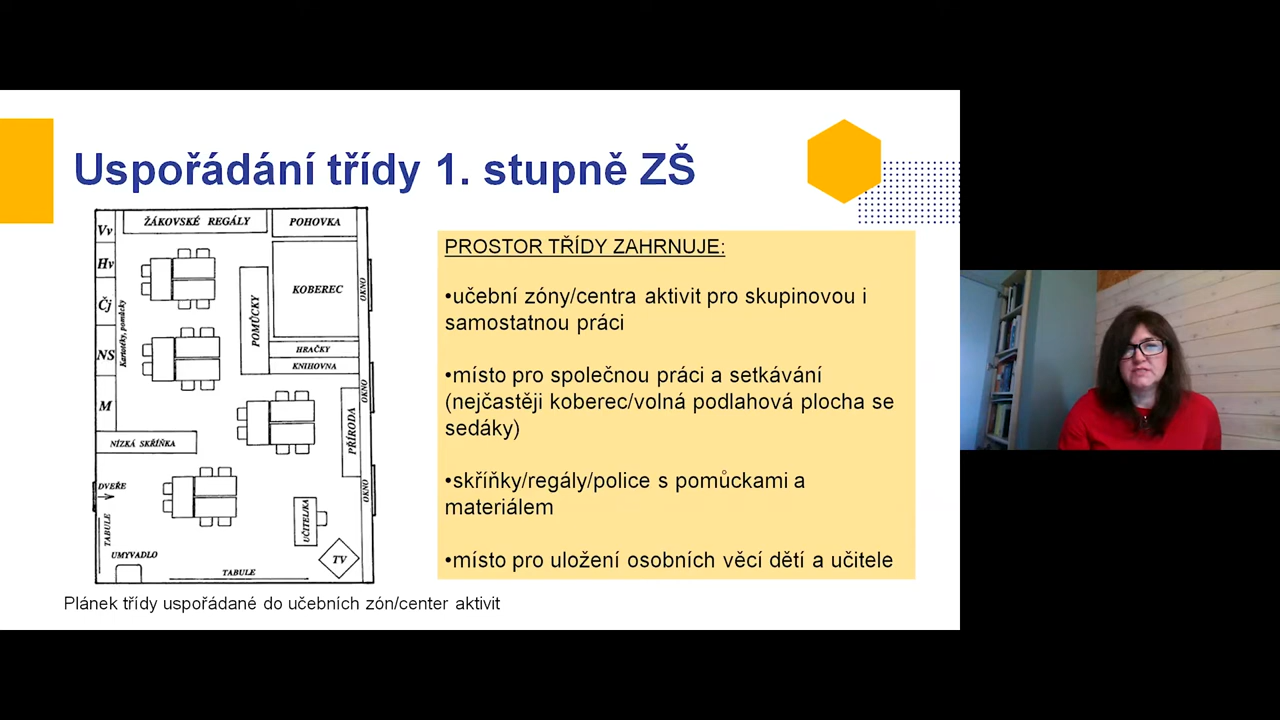 Uspořádání třídy 1. stupně ZŠ
Vv
ŽÁKOVSKÉ REGÁLY
POHOVKA
Hv
Čj
Kartotéky, pomůcky
POMŮCKY
KOBEREC
OKNO
NS
HRAČKY
KNIHOVNA
M
OKNO
PŘÍRODA
NÍZKÁ SKŘÍŇKA
DVEŘE
OKNO
TABULE
UČITEL/KA
UMYVADLO
TV
TABULE
Plánek třídy uspořádané do učebních zón/center aktivit
PROSTOR TŘÍDY ZAHRNUJE:
•učební zóny/centra aktivit pro skupinovou i
samostatnou práci
•místo pro společnou práci a setkávání
(nejčastěji koberec/volná podlahová plocha se
sedáky)
•skříňky/regály/police s pomůckami a
materiálem
•místo pro uložení osobních věcí dětí a učitele